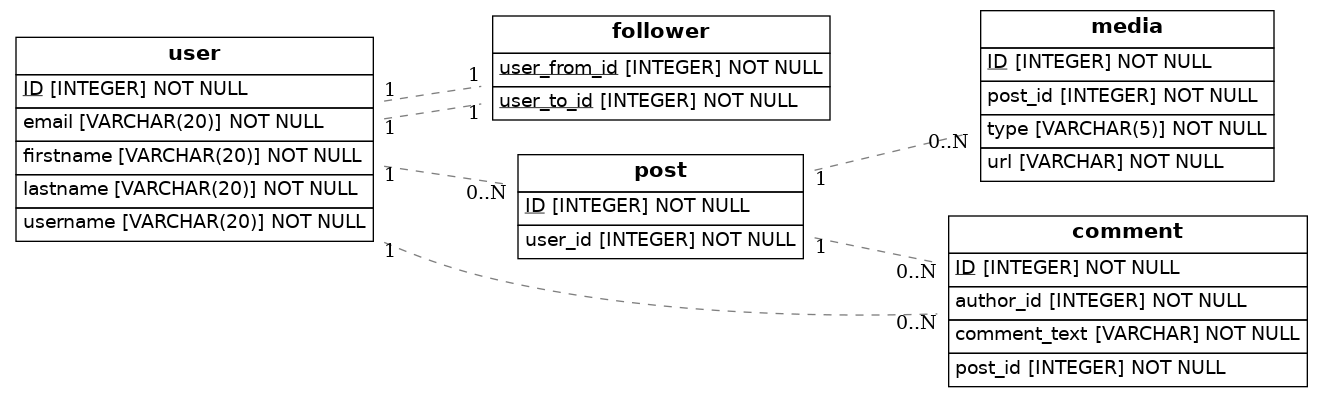 user
ID [INTEGER] NOT NULL
email [VARCHAR(20)] NOT NULL
firstname [VARCHAR(20)] NOT NULL
lastname [VARCHAR(20)] NOT NULL
username [VARCHAR(20)] NOT NULL
1
1
1
1
follower
user_from_id [INTEGER] NOT NULL
user_to_id [INTEGER] NOT NULL
1
1
0..N
post
ID [INTEGER] NOT NULL
user_id [INTEGER] NOT NULL
1
1
media
ID [INTEGER] NOT NULL
post_id [INTEGER] NOT NULL
type [VARCHAR(5)] NOT NULL
url [VARCHAR] NOT NULL
0..N
0..N
0..N
comment
ID [INTEGER] NOT NULL
author_id [INTEGER] NOT NULL
comment_text [VARCHAR] NOT NULL
post_id [INTEGER] NOT NULL